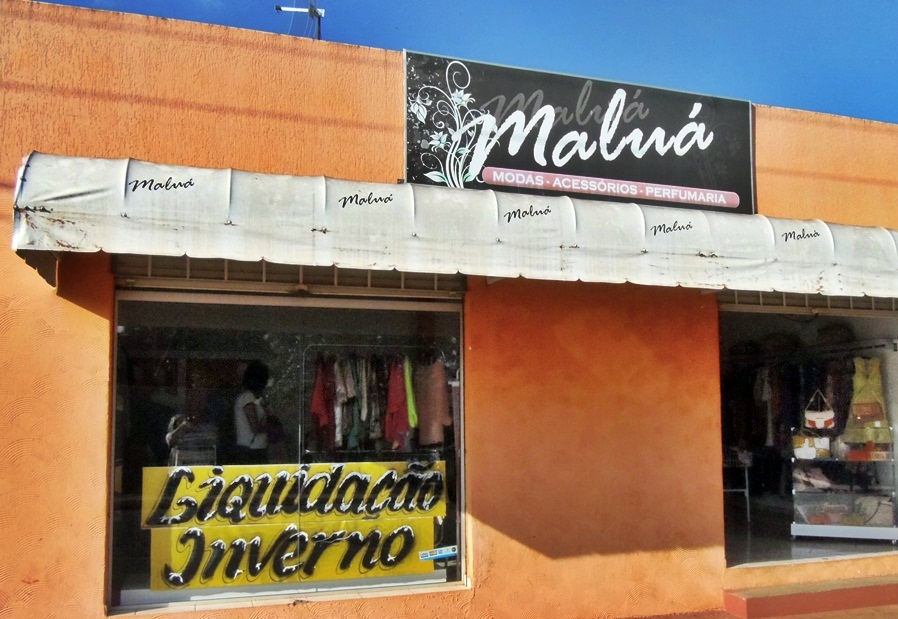 Maluá
Maluá
MODAS - ACESSÓRIOS - PERFUMARIA
Maluá
Maluá
Maluá
Maluá
Maluá
Liquidação
Inverno